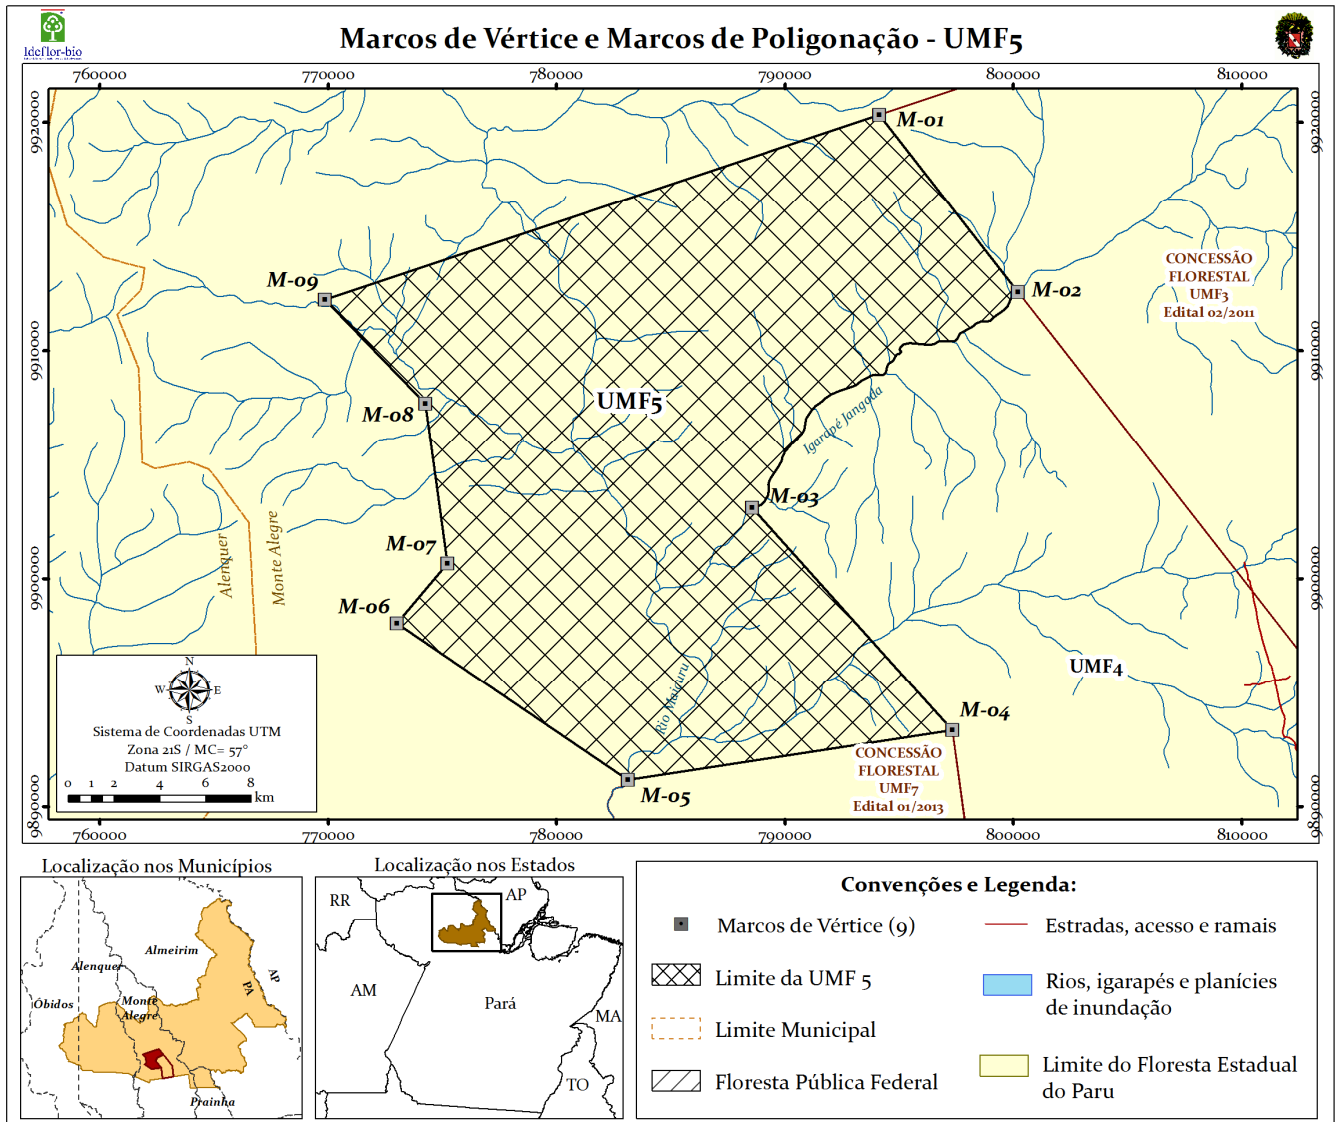 Ideflor-bio
Marcos de Vértice e Marcos de Poligonação - UMF5
760000
770000
780000
790000
800000
810000
9920000
9920000
M-01
M-09
M-02
CONCESSÃO
FLORESTAL
UMF3
Edital 02/2011
9910000
9910000
UMF5
M-08
Igarapé Jangada
M-03
Alenquer
Monte Alegre
M-07
9900000
9900000
M-06
UMF4
Rio Maicuru
M-04
CONCESSÃO
FLORESTAL
UMF7
Edital 01/2013
M-05
9890000
9890000
N
W
E
S
Sistema de Coordenadas UTM
Zona 21S / MC= 57°
Datum SIRGAS2000
0 1 2 4 6 8
km
760000
770000
780000
790000
800000
810000
Localização nos Municípios
Almeirim
Alenquer
Óbidos
Monte
Alegre
AP
PA
Prainha
Localização nos Estados
RR
AP
AM
Pará
MA
TO
Convenções e Legenda:
Marcos de Vértice (9)
Limite da UMF 5
Limite Municipal
Floresta Pública Federal
Estradas, acesso e ramais
Rios, igarapés e planícies
de inundação
Limite do Floresta Estadual
do Paru